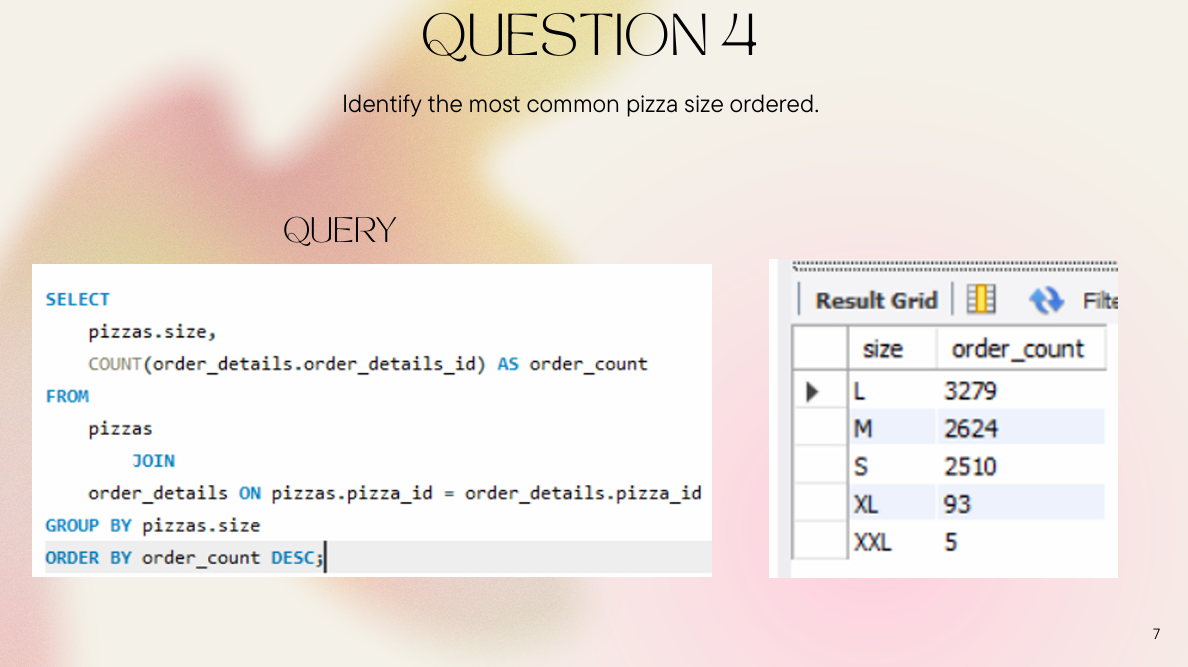 QUESTION 4
Identify the most common pizza size ordered.
QUERY
SELECT
pizzas.size,
COUNT(order_details.order_details_id) AS order_count
FROM
pizzas
JOIN
order_details ON pizzas.pizza_id = order_details.pizza_id
GROUP BY pizzas.size
ORDER BY order_count DESC;
Result Grid Filte
size order_count
L 3279
M 2624
S 2510
XL 93
XXL 5
7